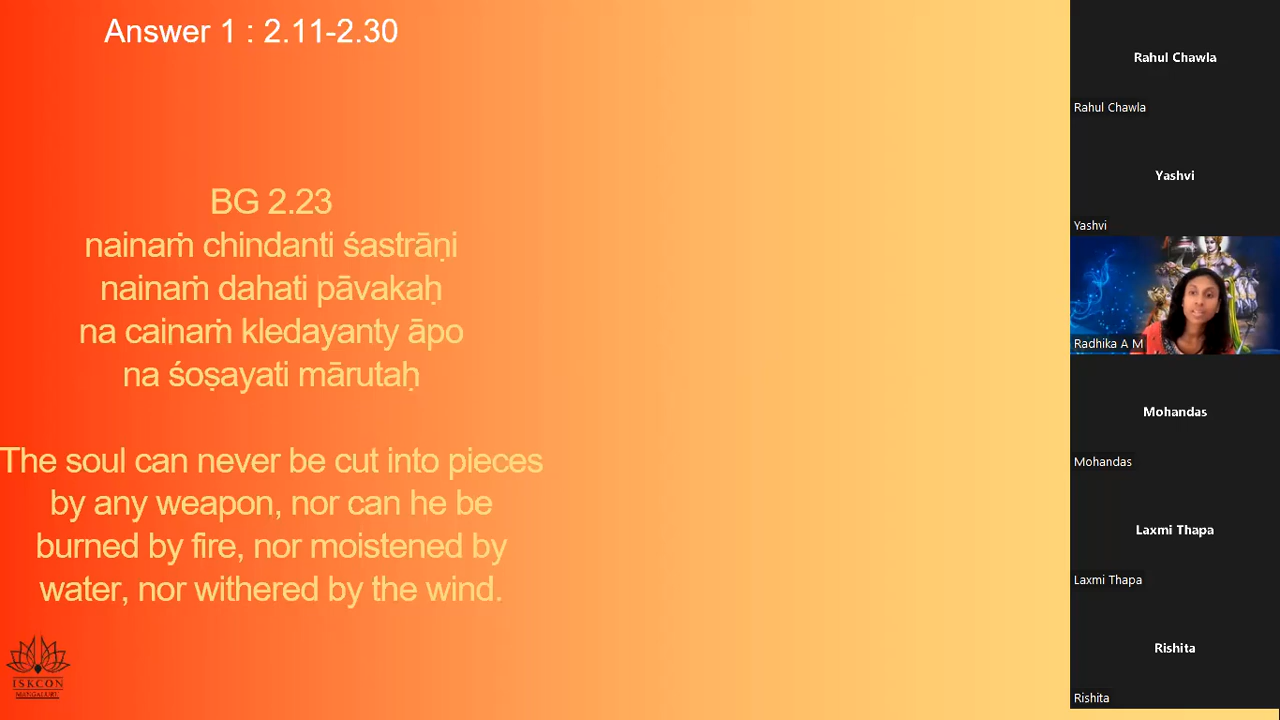 Answer 1 : 2.11-2.30
BG 2.23
nainaṁ chindanti śastrāṇi
nainaṁ dahati pāvakaḥ
na cainaṁ kledayanty āpo
na śoṣayati mārutaḥ
The soul can never be cut into pieces
by any weapon, nor can he be
burned by fire, nor moistened by
water, nor withered by the wind.
ISKCON
MANGALURU
Rahul Chawla
Rahul Chawla
Yashvi
Yashvi
Radhika A M
Mohandas
Mohandas
Laxmi Thapa
Laxmi Thapa
Rishita
Rishita